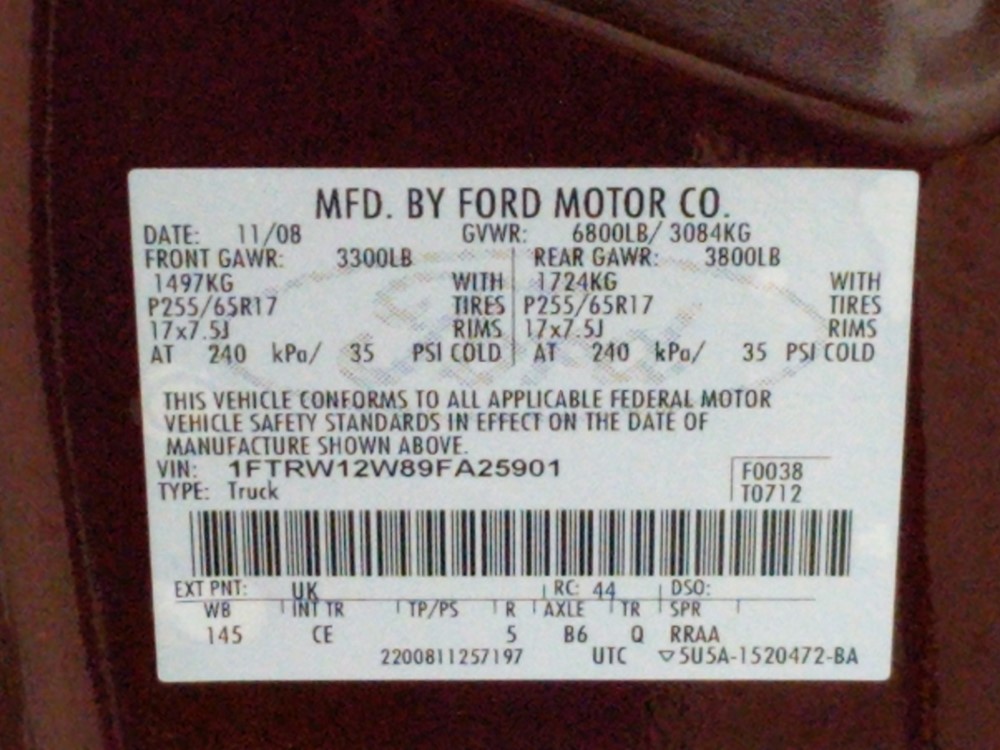 MFD. BY FORD MOTOR CO.
DATE: 11/08 GVWR: 6800LB/ 3084KG
FRONT GAWR: 3300LB REAR GAWR: 3800LB
1497KG WITH 1724KG WITH
P255/65R17 TIRES P255/65R17 TIRES
17x7.5J RIMS 17x7.5J RIMS
AT 240 kPa/ 35 PSI COLD AT 240 kPa/ 35 PSI COLD
THIS VEHICLE CONFORMS TO ALL APPLICABLE FEDERAL MOTOR
VEHICLE SAFETY STANDARDS IN EFFECT ON THE DATE OF
MANUFACTURE SHOWN ABOVE.
VIN: 1FTRW12W89FA25901 F0038
TYPE: Truck T0712
EXT PNT: UK RC: 44 DSO:
WB INT TR TP/PS R AXLE TR SPR
145 CE 5 B6 Q RRAA
2200811257197 UTC ▽5U5A-1520472-BA